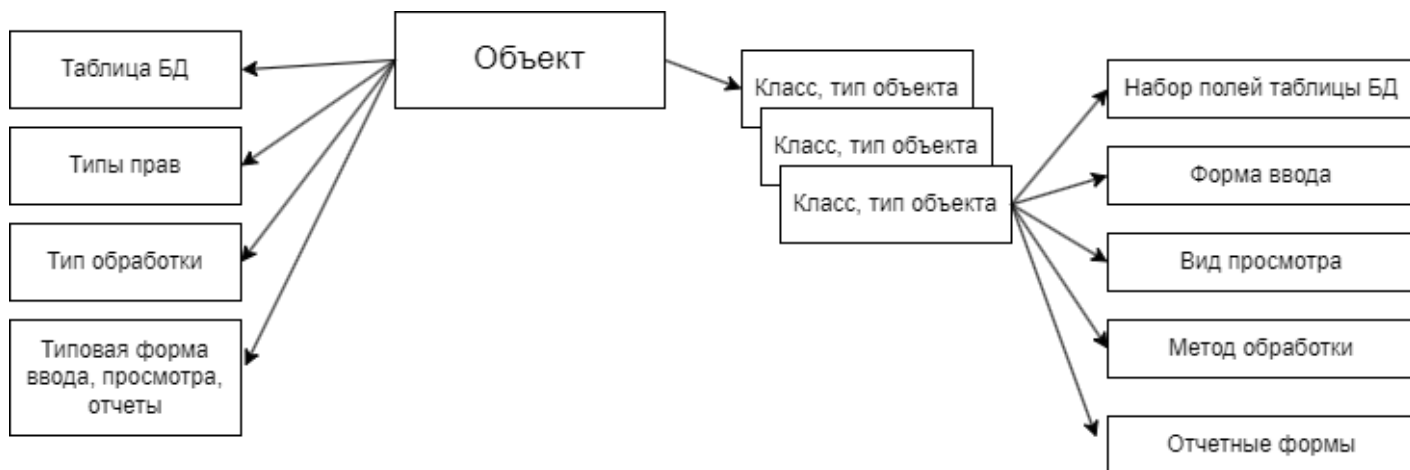 Объект
Таблица БД
Типы прав
Тип обработки
Типовая форма
ввода, просмотра,
отчеты
Класс, тип объекта
Класс, тип объекта
Класс, тип объекта
Набор полей таблицы БД
Форма ввода
Вид просмотра
Метод обработки
Отчетные формы